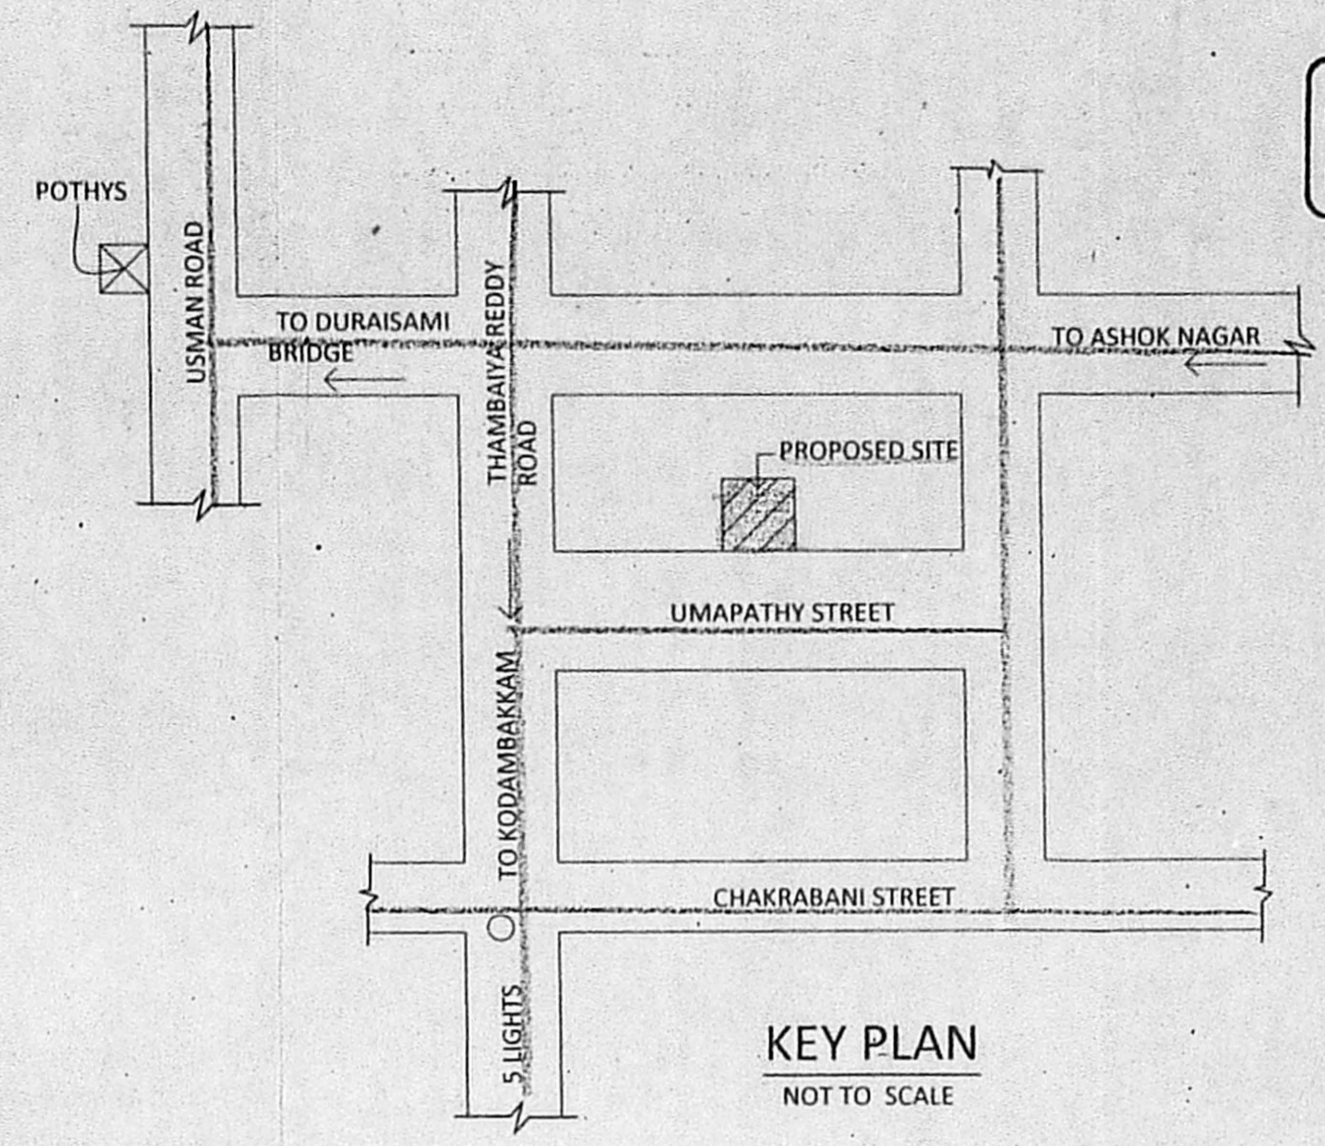 POTHYS
USMAN ROAD
TO DURAISAMI
BRIDGE
THAMBAIYA REDDY
ROAD
TO ASHOK NAGAR
PROPOSED SITE
UMAPATHY STREET
TO KODAMBAKKAM
CHAKRABANI STREET
5 LIGHTS
KEY PLAN
NOT TO SCALE